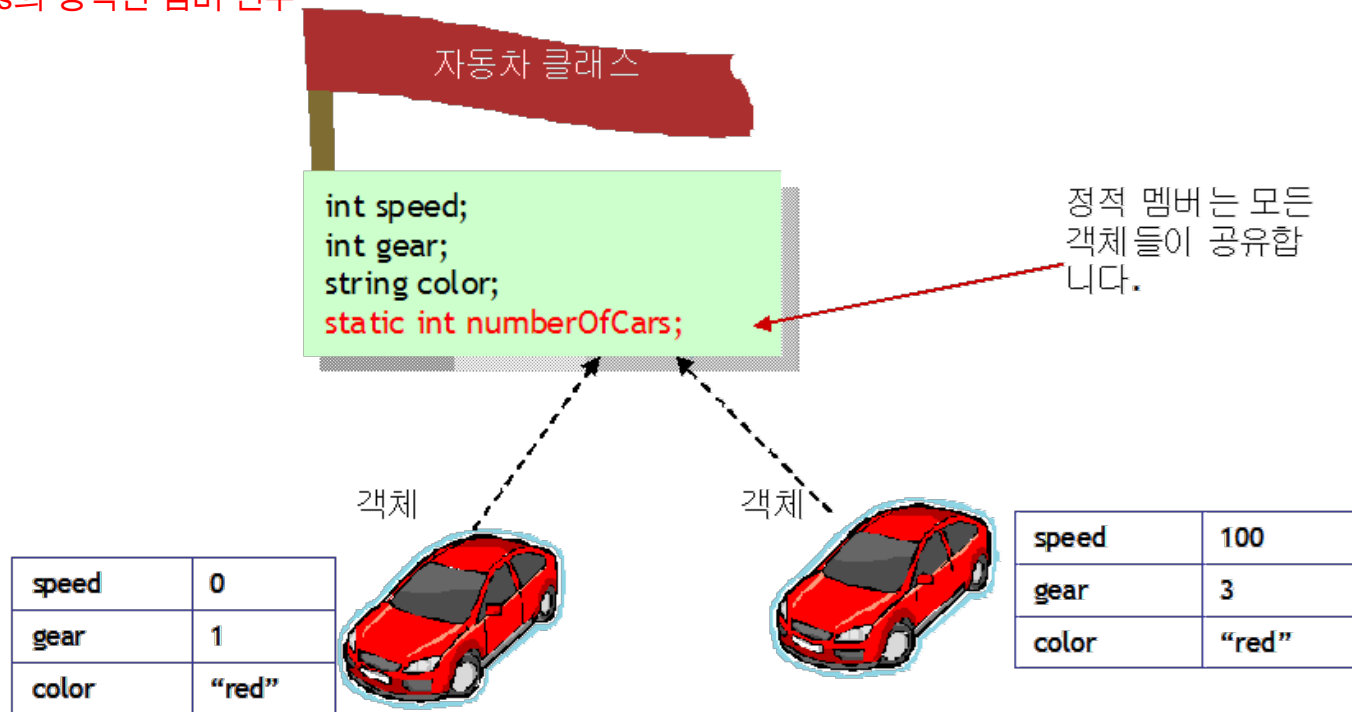 자동차 클래스
int speed;
int gear;
string color;
static int numberOfCars;
정적 멤버는 모든
객체들이 공유합
니다.
객체
객체
speed 0
gear 1
color “red”
speed 100
gear 3
color “red”